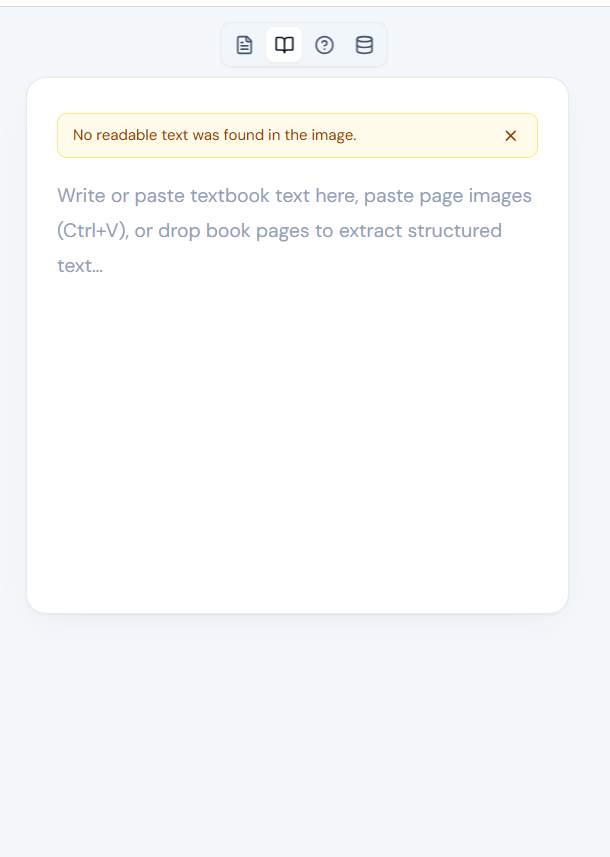 No readable text was found in the image.
Write or paste textbook text here, paste page images
(Ctrl+V), or drop book pages to extract structured
text...